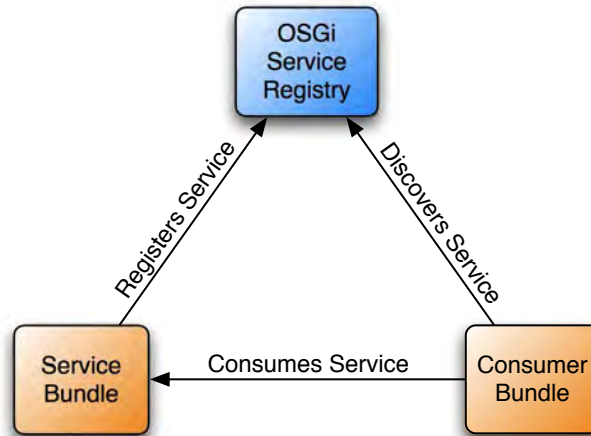 OSGi
Service
Registry
Registers Service
Discovers Service
Service
Bundle
Consumes Service
Consumer
Bundle